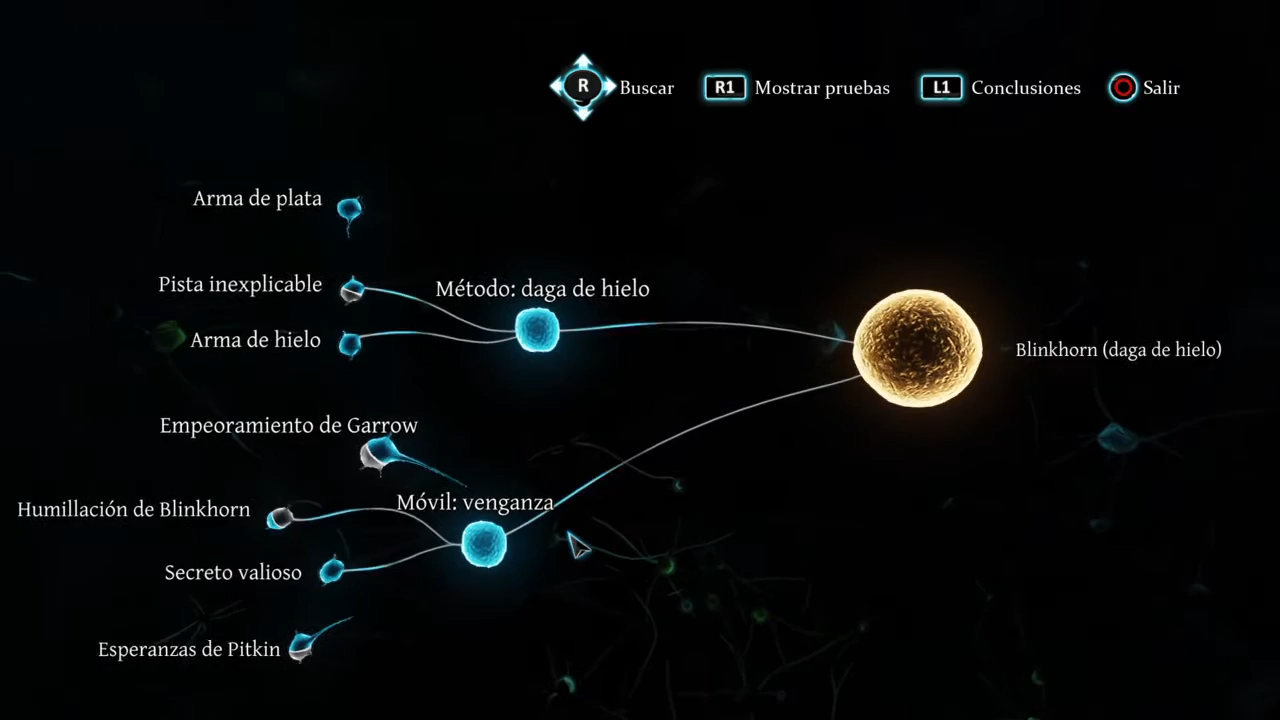 R Buscar R1 Mostrar pruebas L1 Conclusiones Salir
Arma de plata
Pista inexplicable
Método: daga de hielo
Arma de hielo
Blinkhorn (daga de hielo)
Empeoramiento de Garrow
Móvil: venganza
Humillación de Blinkhorn
Secreto valioso
Esperanzas de Pitkin